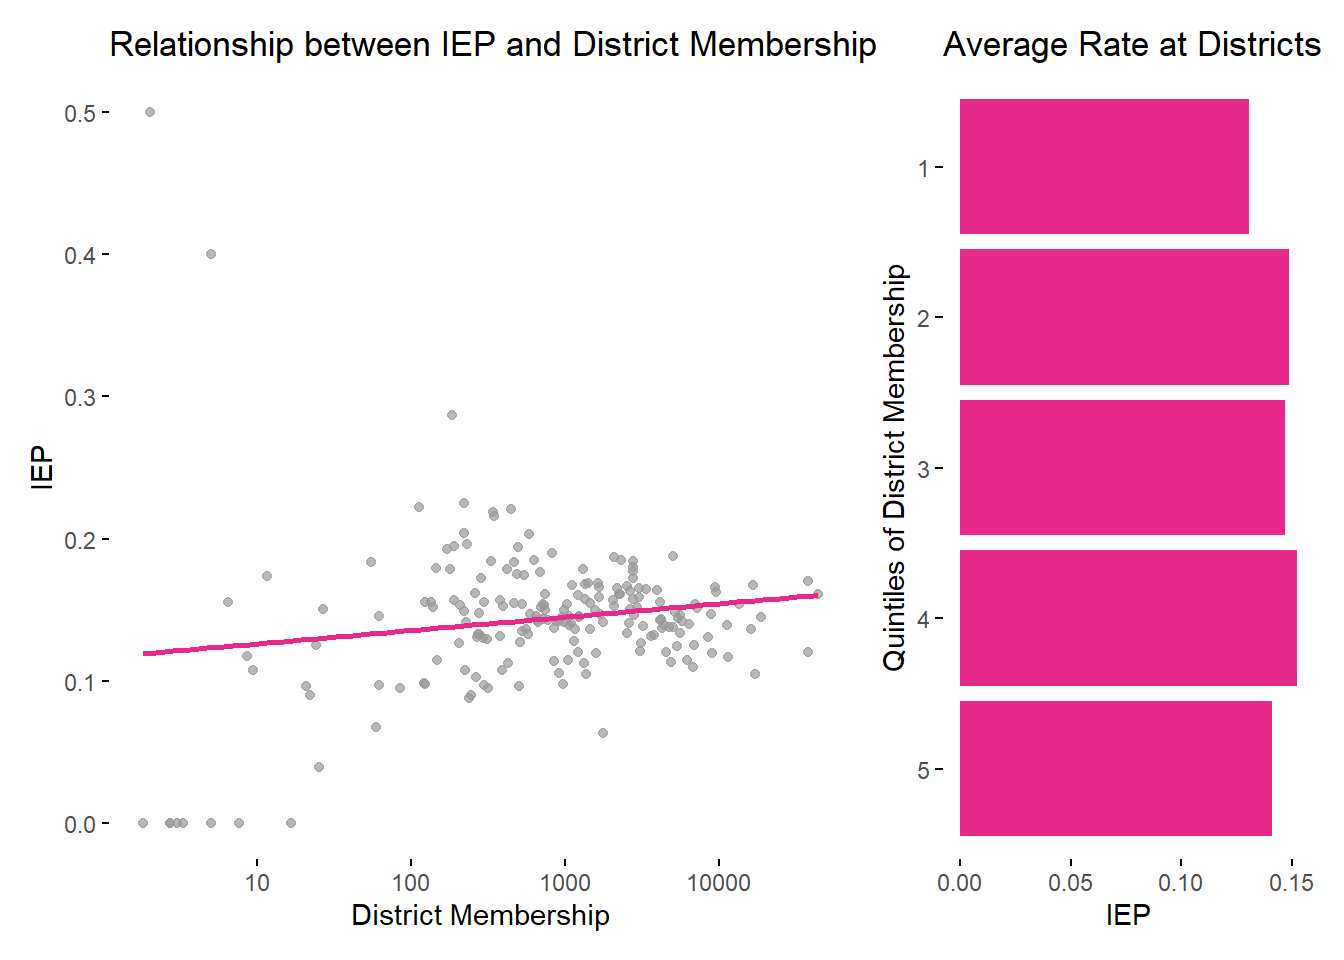 Relationship between IEP and District Membership
IEP
0.5
0.4
0.3
0.2
0.1
0.0
10 100 1000 10000
District Membership
Average Rate at Districts
Quintiles of District Membership
1
2
3
4
5
0.00 0.05 0.10 0.15
IEP